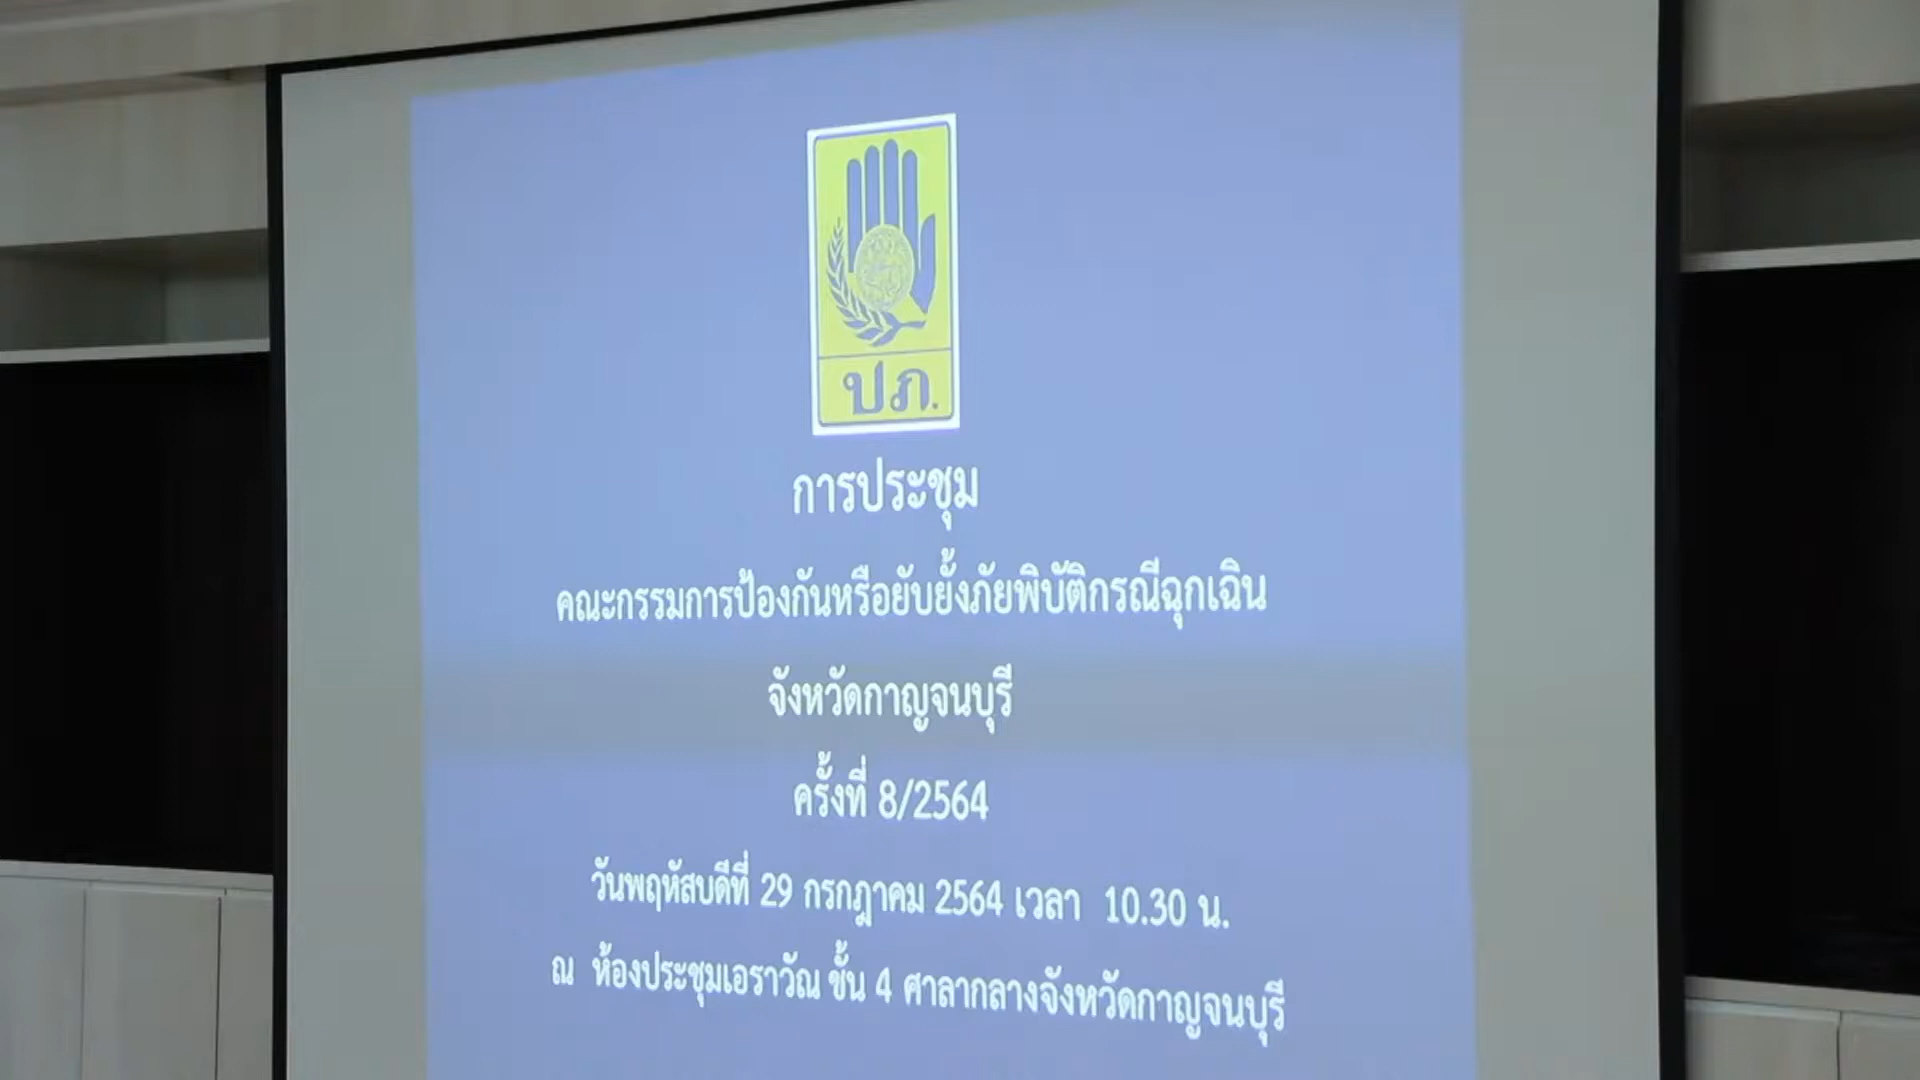 ปภ.
การประชุม
คณะกรรมการป้องกันหรือยับยั้งภัยพิบัติกรณีฉุกเฉิน
จังหวัดกาญจนบุรี
ครั้งที่ 8/2564
วันพฤหัสบดีที่ 29 กรกฎาคม 2564 เวลา 10.30 น.
ณ ห้องประชุมเอราวัณ ชั้น 4 ศาลากลางจังหวัดกาญจนบุรี